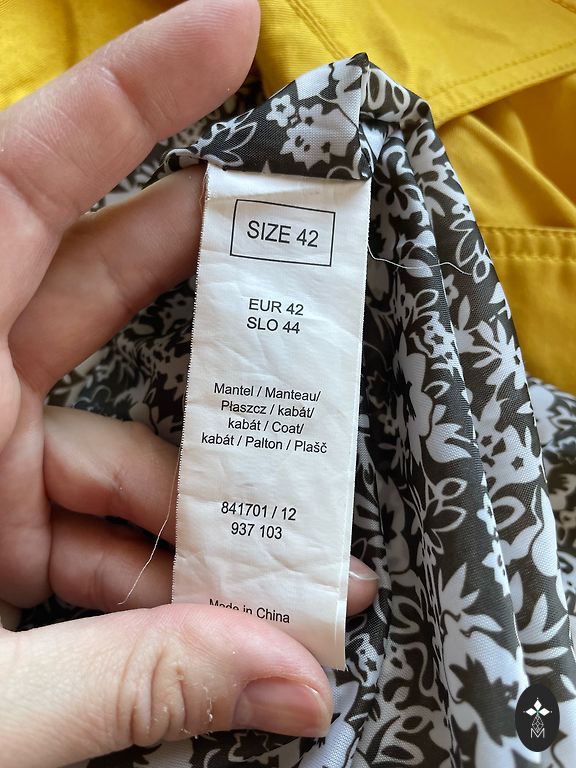 SIZE 42
EUR 42
SLO 44
Mantel / Manteau/
Płaszcz / kabát/
kabát / Coat/
kabát / Palton / Plašč
841701 / 12
937 103
Made in China
M